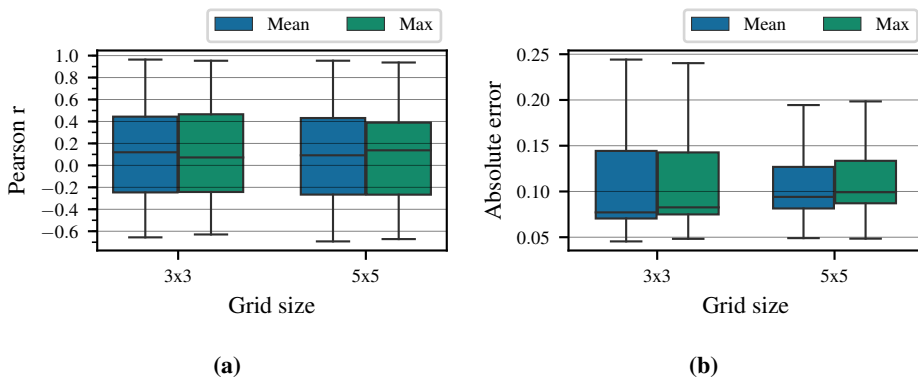 Mean Max
Pearson r
1.0
0.8
0.6
0.4
0.2
0.0
−0.2
−0.4
−0.6
3x3 5x5
Grid size
(a)
Mean Max
Absolute error
0.25
0.20
0.15
0.10
0.05
3x3 5x5
Grid size
(b)